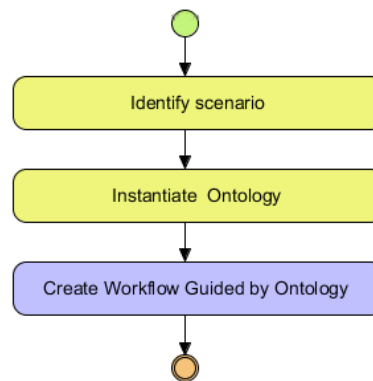 Identify scenario
Instantiate  Ontology
Create Workflow Guided by Ontology